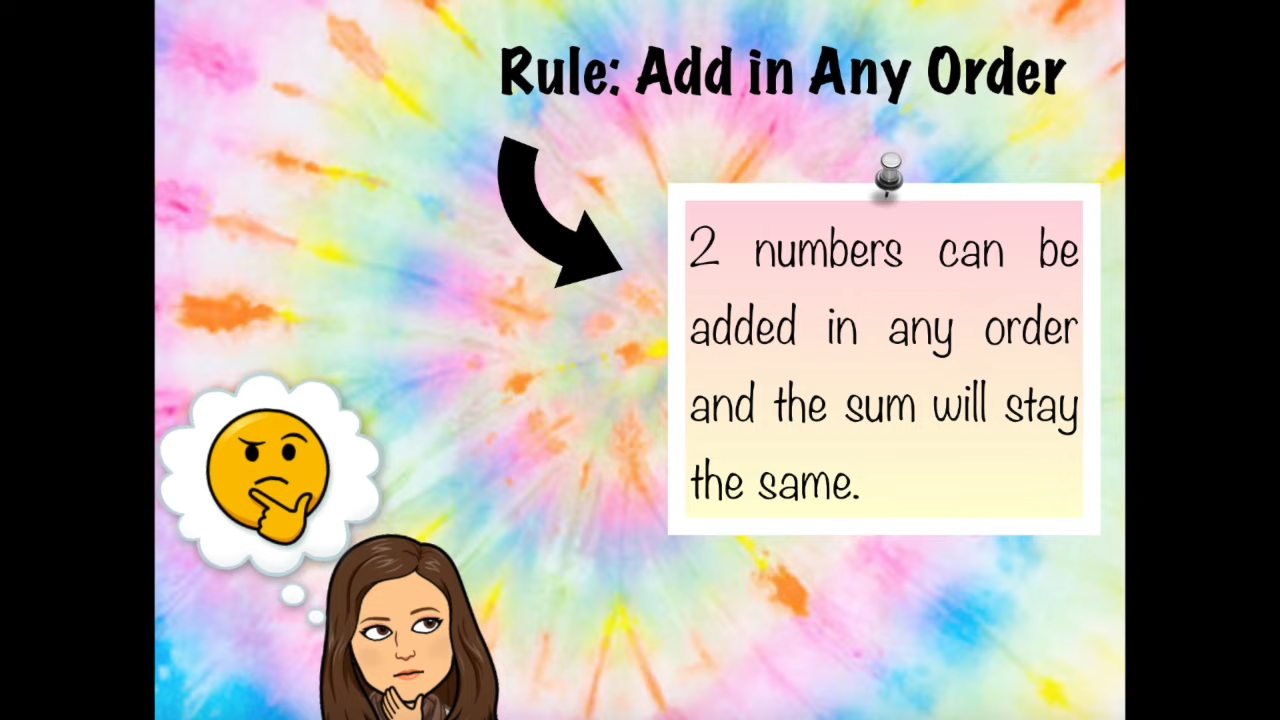 Rule: Add in Any Order
2 numbers can be
added in any order
and the sum will stay
the same.